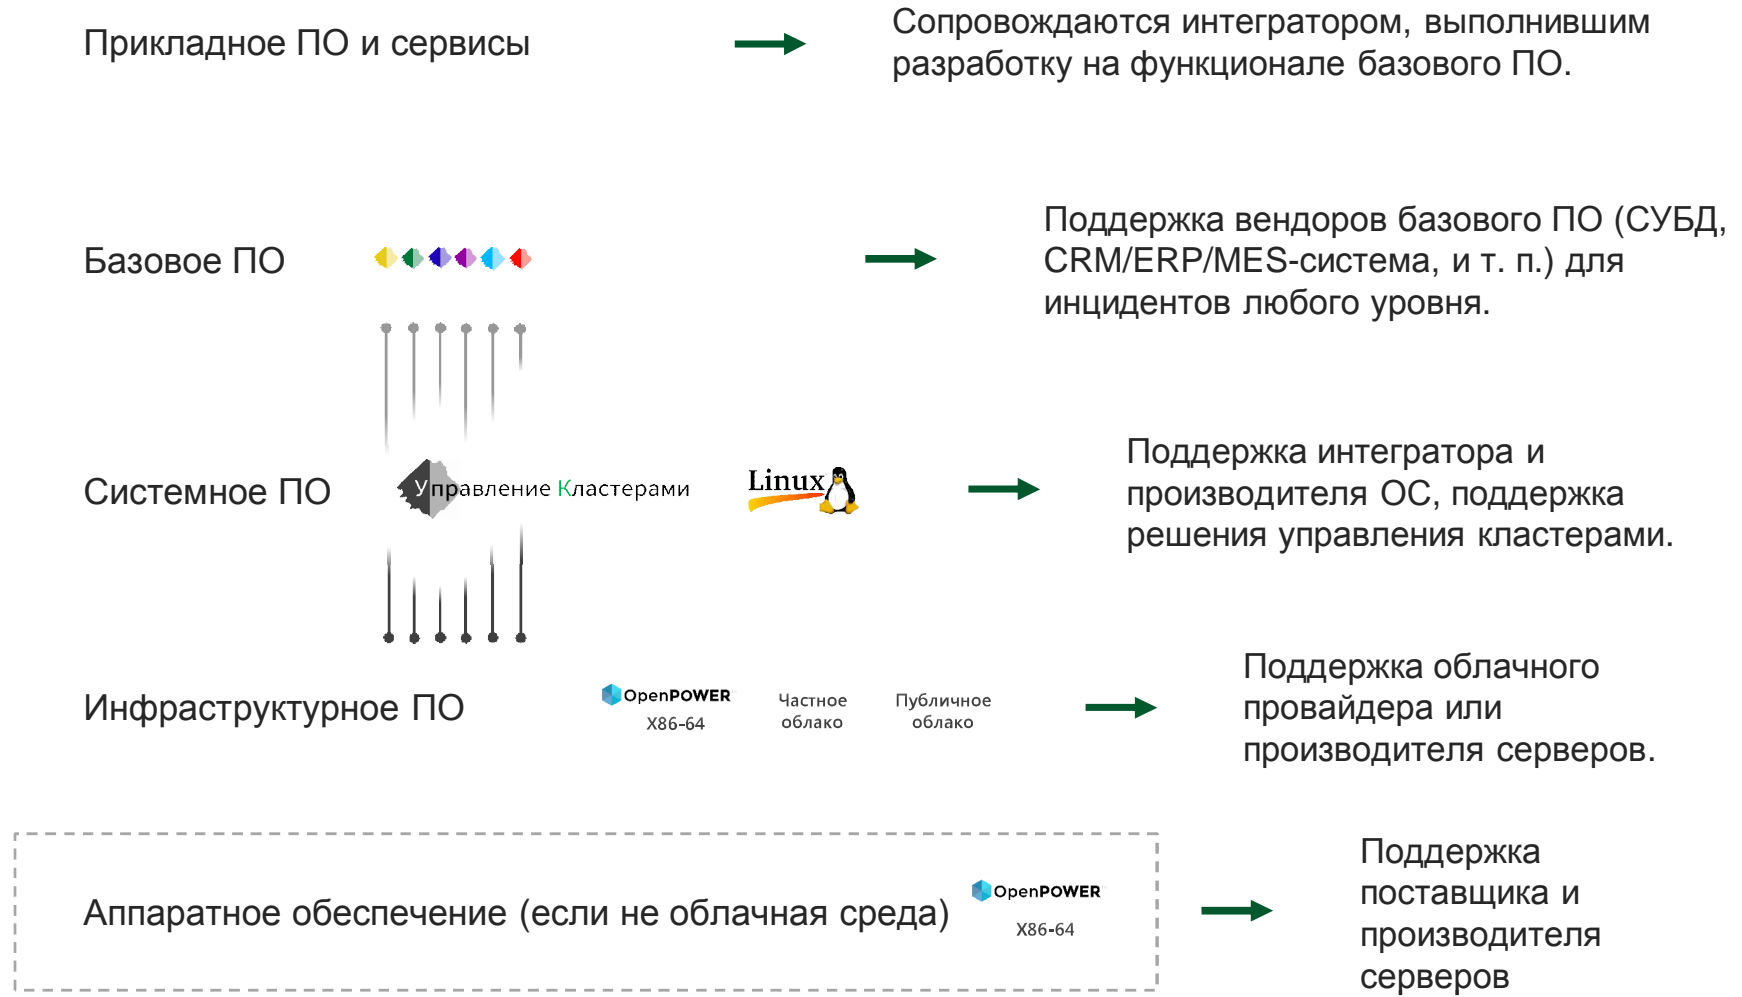 Прикладное ПО и сервисы
Сопровождаются интегратором, выполнившим
разработку на функционале базового ПО.
Базовое ПО
Поддержка вендоров базового ПО (СУБД,
CRM/ERP/MES-система, и т. п.) для
инцидентов любого уровня.
Системное ПО
Управление Кластерами
Linux
Поддержка интегратора и
производителя ОС, поддержка
решения управления кластерами.
Инфраструктурное ПО
OpenPOWER
X86-64
Частное
облако
Публичное
облако
Поддержка облачного
провайдера или
производителя серверов.
Аппаратное обеспечение (если не облачная среда)
OpenPOWER
X86-64
Поддержка
поставщика и
производителя
серверов